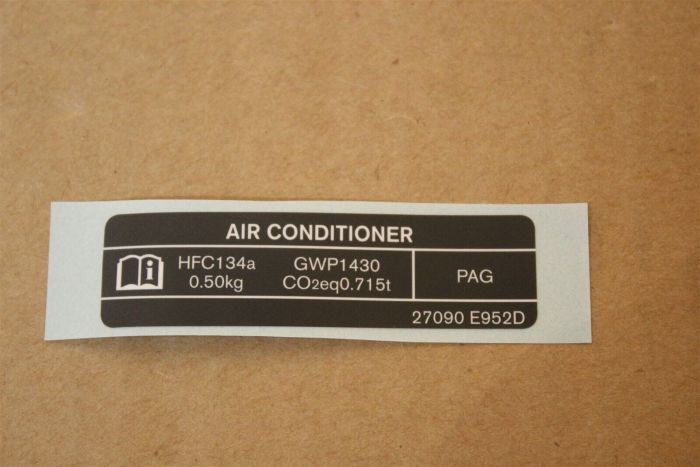 AIR CONDITIONER
HFC134a GWP1430
0.50kg CO2eq0.715t
PAG
27090 E952D